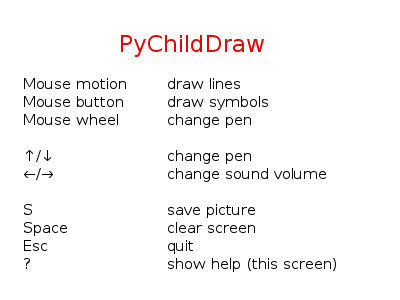 PyChildDraw
Mouse motion draw lines
Mouse button draw symbols
Mouse wheel change pen
↑/↓ change pen
←/→ change sound volume
S save picture
Space clear screen
Esc quit
? show help (this screen)